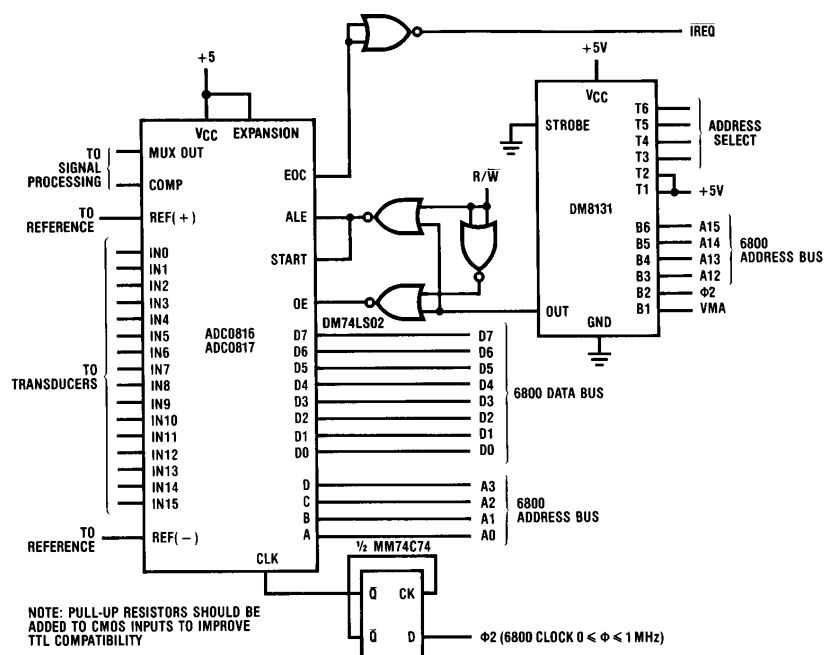 +5
VCC
EXPANSION
TO
SIGNAL
PROCESSING
MUX OUT
COMP
TO
REFERENCE
REF(+)
TO
TRANSDUCERS
IN0
IN1
IN2
IN3
IN4
IN5
IN6
IN7
IN8
IN9
IN10
IN11
IN12
IN13
IN14
IN15
TO
REFERENCE
REF(−)
ADC0816
ADC0817
EOC
ALE
START
OE
D7
D6
D5
D4
D3
D2
D1
D0
D
C
B
A
CLK
IREQ
R/W
DM74LS02
D7
D6
D5
D4
D3
D2
D1
D0
6800 DATA BUS
A3
A2
A1
A0
6800
ADDRESS BUS
+5V
VCC
STROBE
DM8131
OUT
GND
T6
T5
T4
T3
T2
T1
ADDRESS
SELECT
+5V
B6
B5
B4
B3
B2
B1
A15
A14
A13
A12
Φ2
VMA
6800
ADDRESS BUS
½ MM74C74
Q
CK
Q
D
Φ2 (6800 CLOCK 0 ≤ Φ ≤ 1 MHz)
NOTE: PULL-UP RESISTORS SHOULD BE
ADDED TO CMOS INPUTS TO IMPROVE
TTL COMPATIBILITY